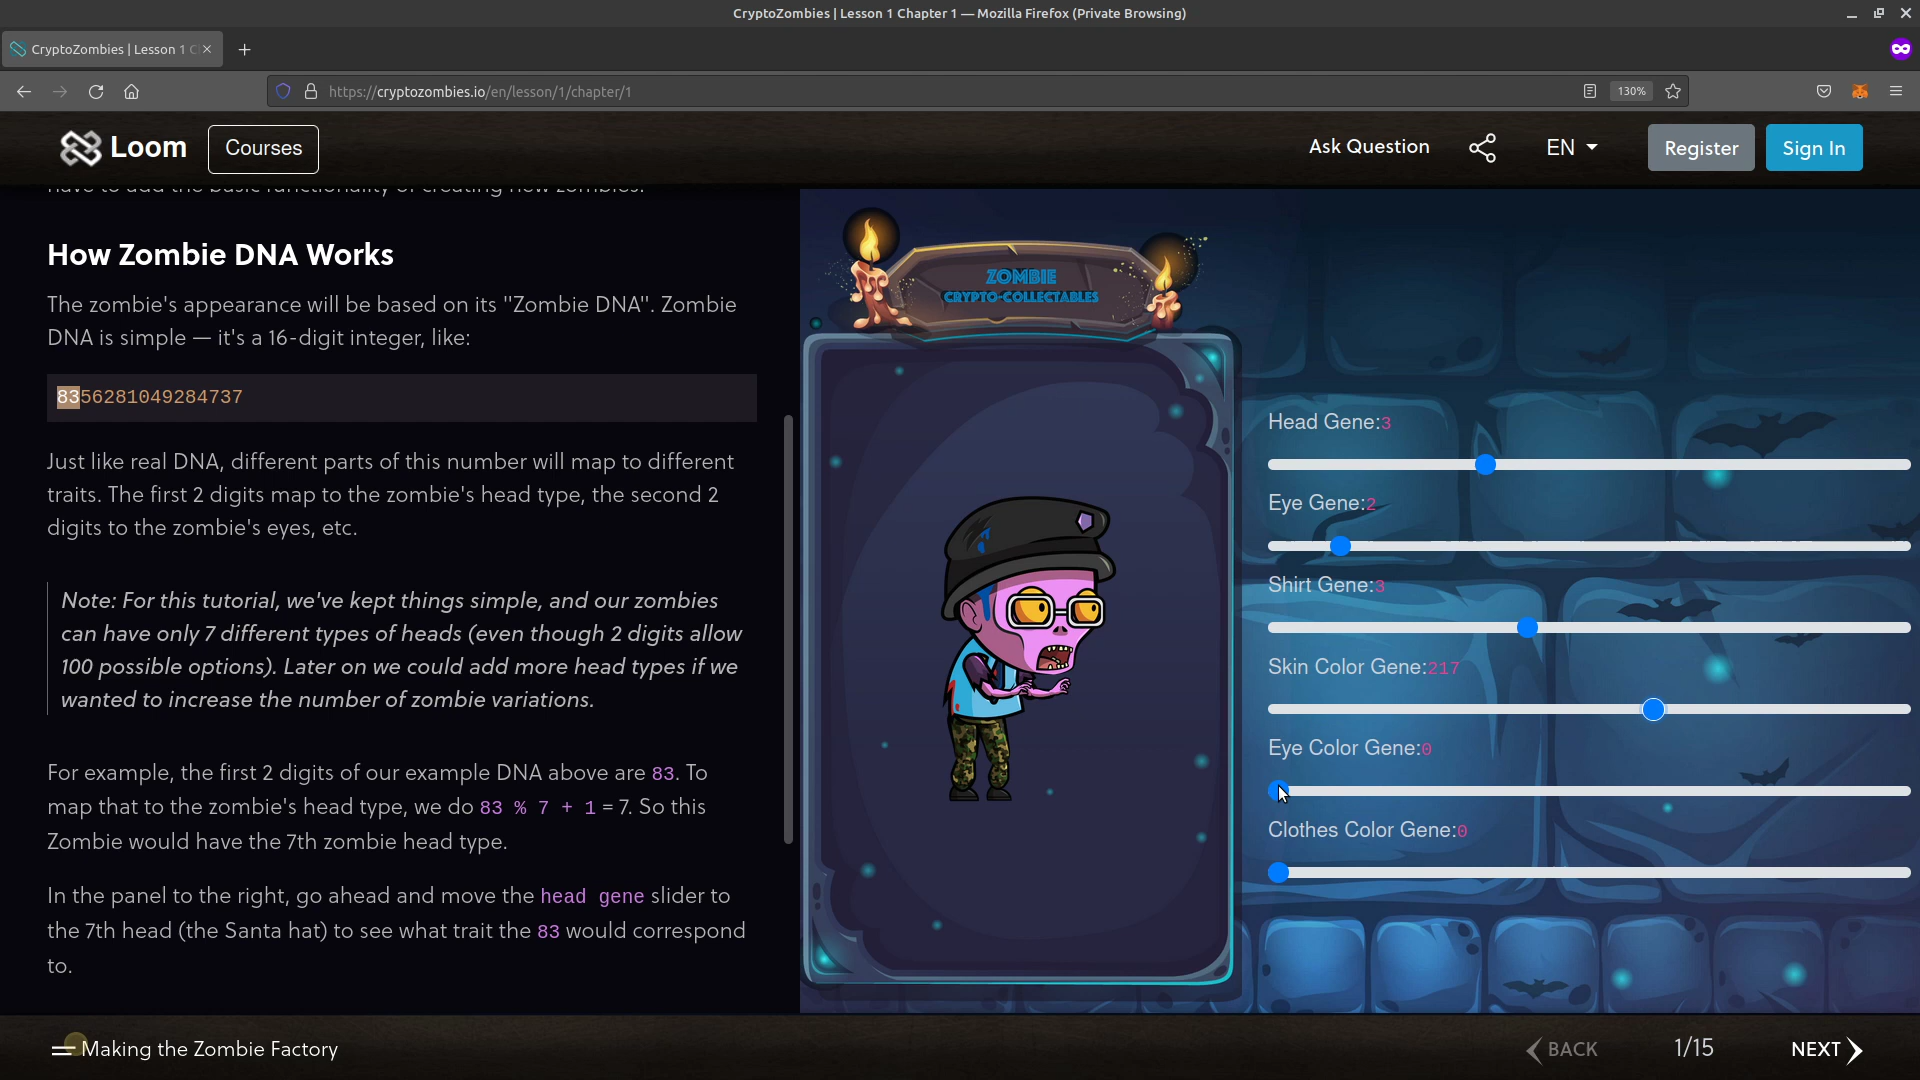 CryptoZombies | Lesson 1 Chapter 1 — Mozilla Firefox (Private Browsing)
CryptoZombies | Lesson 1 C
https://cryptozombies.io/en/lesson/1/chapter/1
130%
Loom
Courses
Ask Question
EN
Register
Sign In
have to add the basic functionality of creating new zombies.
How Zombie DNA Works
The zombie's appearance will be based on its "Zombie DNA". Zombie
DNA is simple — it's a 16-digit integer, like:
8356281049284737
Just like real DNA, different parts of this number will map to different
traits. The first 2 digits map to the zombie's head type, the second 2
digits to the zombie's eyes, etc.
Note: For this tutorial, we've kept things simple, and our zombies
can have only 7 different types of heads (even though 2 digits allow
100 possible options). Later on we could add more head types if we
wanted to increase the number of zombie variations.
For example, the first 2 digits of our example DNA above are 83. To
map that to the zombie's head type, we do 83 % 7 + 1 = 7. So this
Zombie would have the 7th zombie head type.
In the panel to the right, go ahead and move the head gene slider to
the 7th head (the Santa hat) to see what trait the 83 would correspond
to.
ZOMBIE
CRYPTO-COLLECTABLES
Head Gene:3
Eye Gene:2
Shirt Gene:3
Skin Color Gene:217
Eye Color Gene:0
Clothes Color Gene:0
Making the Zombie Factory
BACK
1/15
NEXT